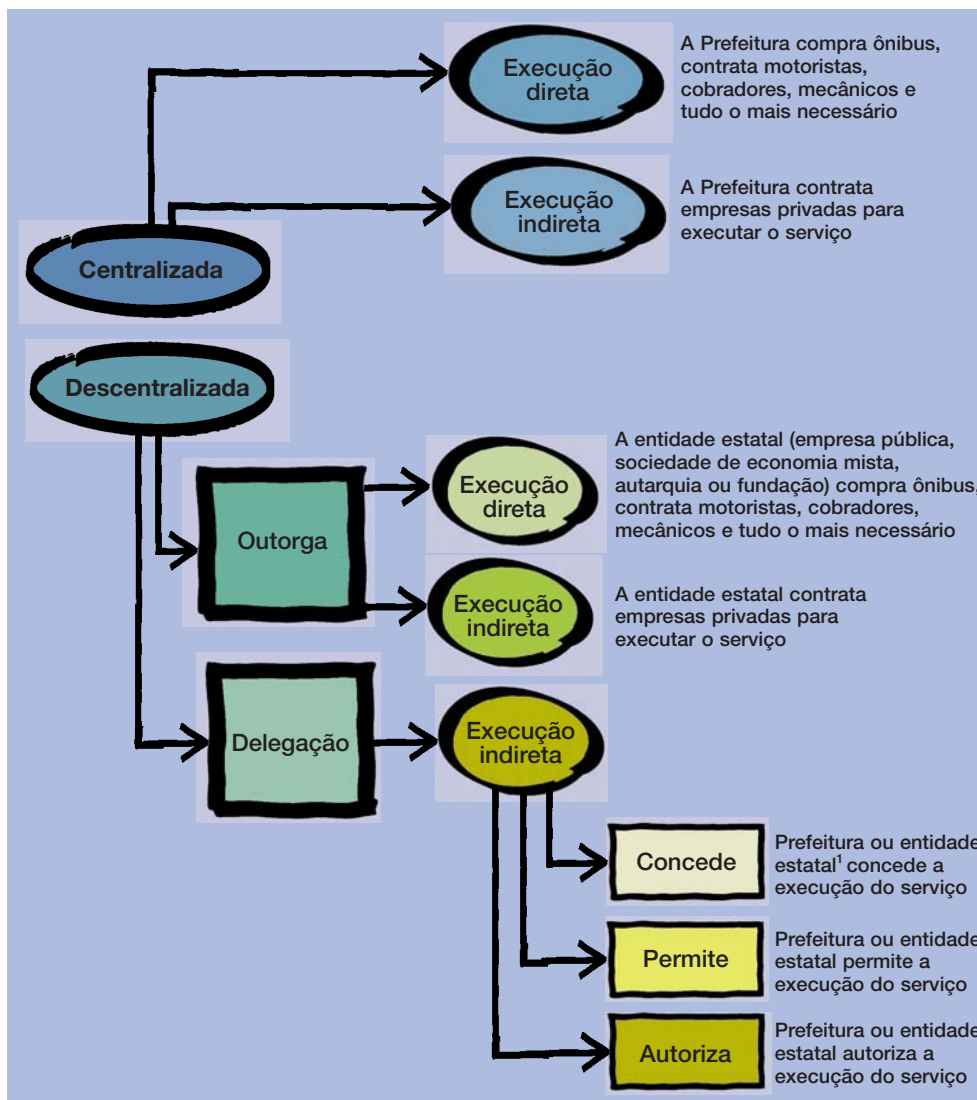 Execução
direta
A Prefeitura compra ônibus,
contrata motoristas,
cobradores, mecânicos e
tudo o mais necessário
Execução
indireta
A Prefeitura contrata
empresas privadas para
executar o serviço
Centralizada
Descentralizada
Outorga
Execução
direta
A entidade estatal (empresa pública,
sociedade de economia mista,
autarquia ou fundação) compra ônibus,
contrata motoristas, cobradores,
mecânicos e tudo o mais necessário
Execução
indireta
A entidade estatal contrata
empresas privadas para
executar o serviço
Delegação
Execução
indireta
Concede
Prefeitura ou entidade
estatal¹ concede a
execução do serviço
Permite
Prefeitura ou entidade
estatal permite a
execução do serviço
Autoriza
Prefeitura ou entidade
estatal autoriza a
execução do serviço